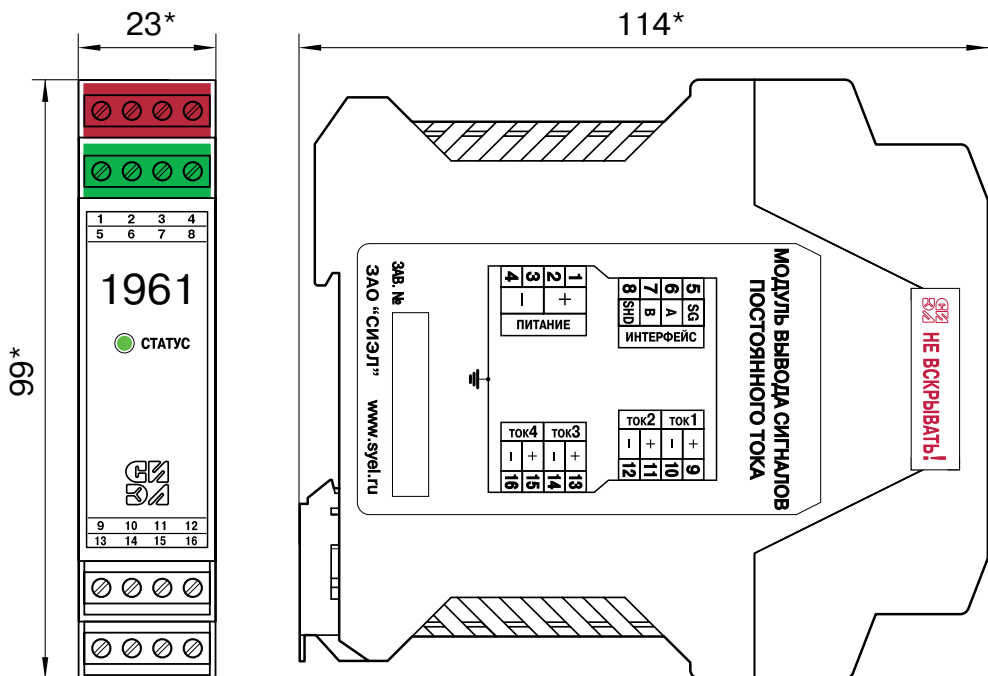 23*
114*
99*
1 2 3 4
5 6 7 8
1961
СТАТУС
СИЭЛ
9 10 11 12
13 14 15 16
МОДУЛЬ ВЫВОДА СИГНАЛОВ
ПОСТОЯННОГО ТОКА
5 6 7 8
SG A B SHD
ИНТЕРФЕЙС
1 2 3 4
+ -
ПИТАНИЕ
ТОК1 ТОК2
+ - + -
9 10 11 12
ТОК3 ТОК4
+ - + -
13 14 15 16
ЗАВ. №
ЗАО "СИЭЛ" www.syel.ru
СИЭЛ
НЕ ВСКРЫВАТЬ!